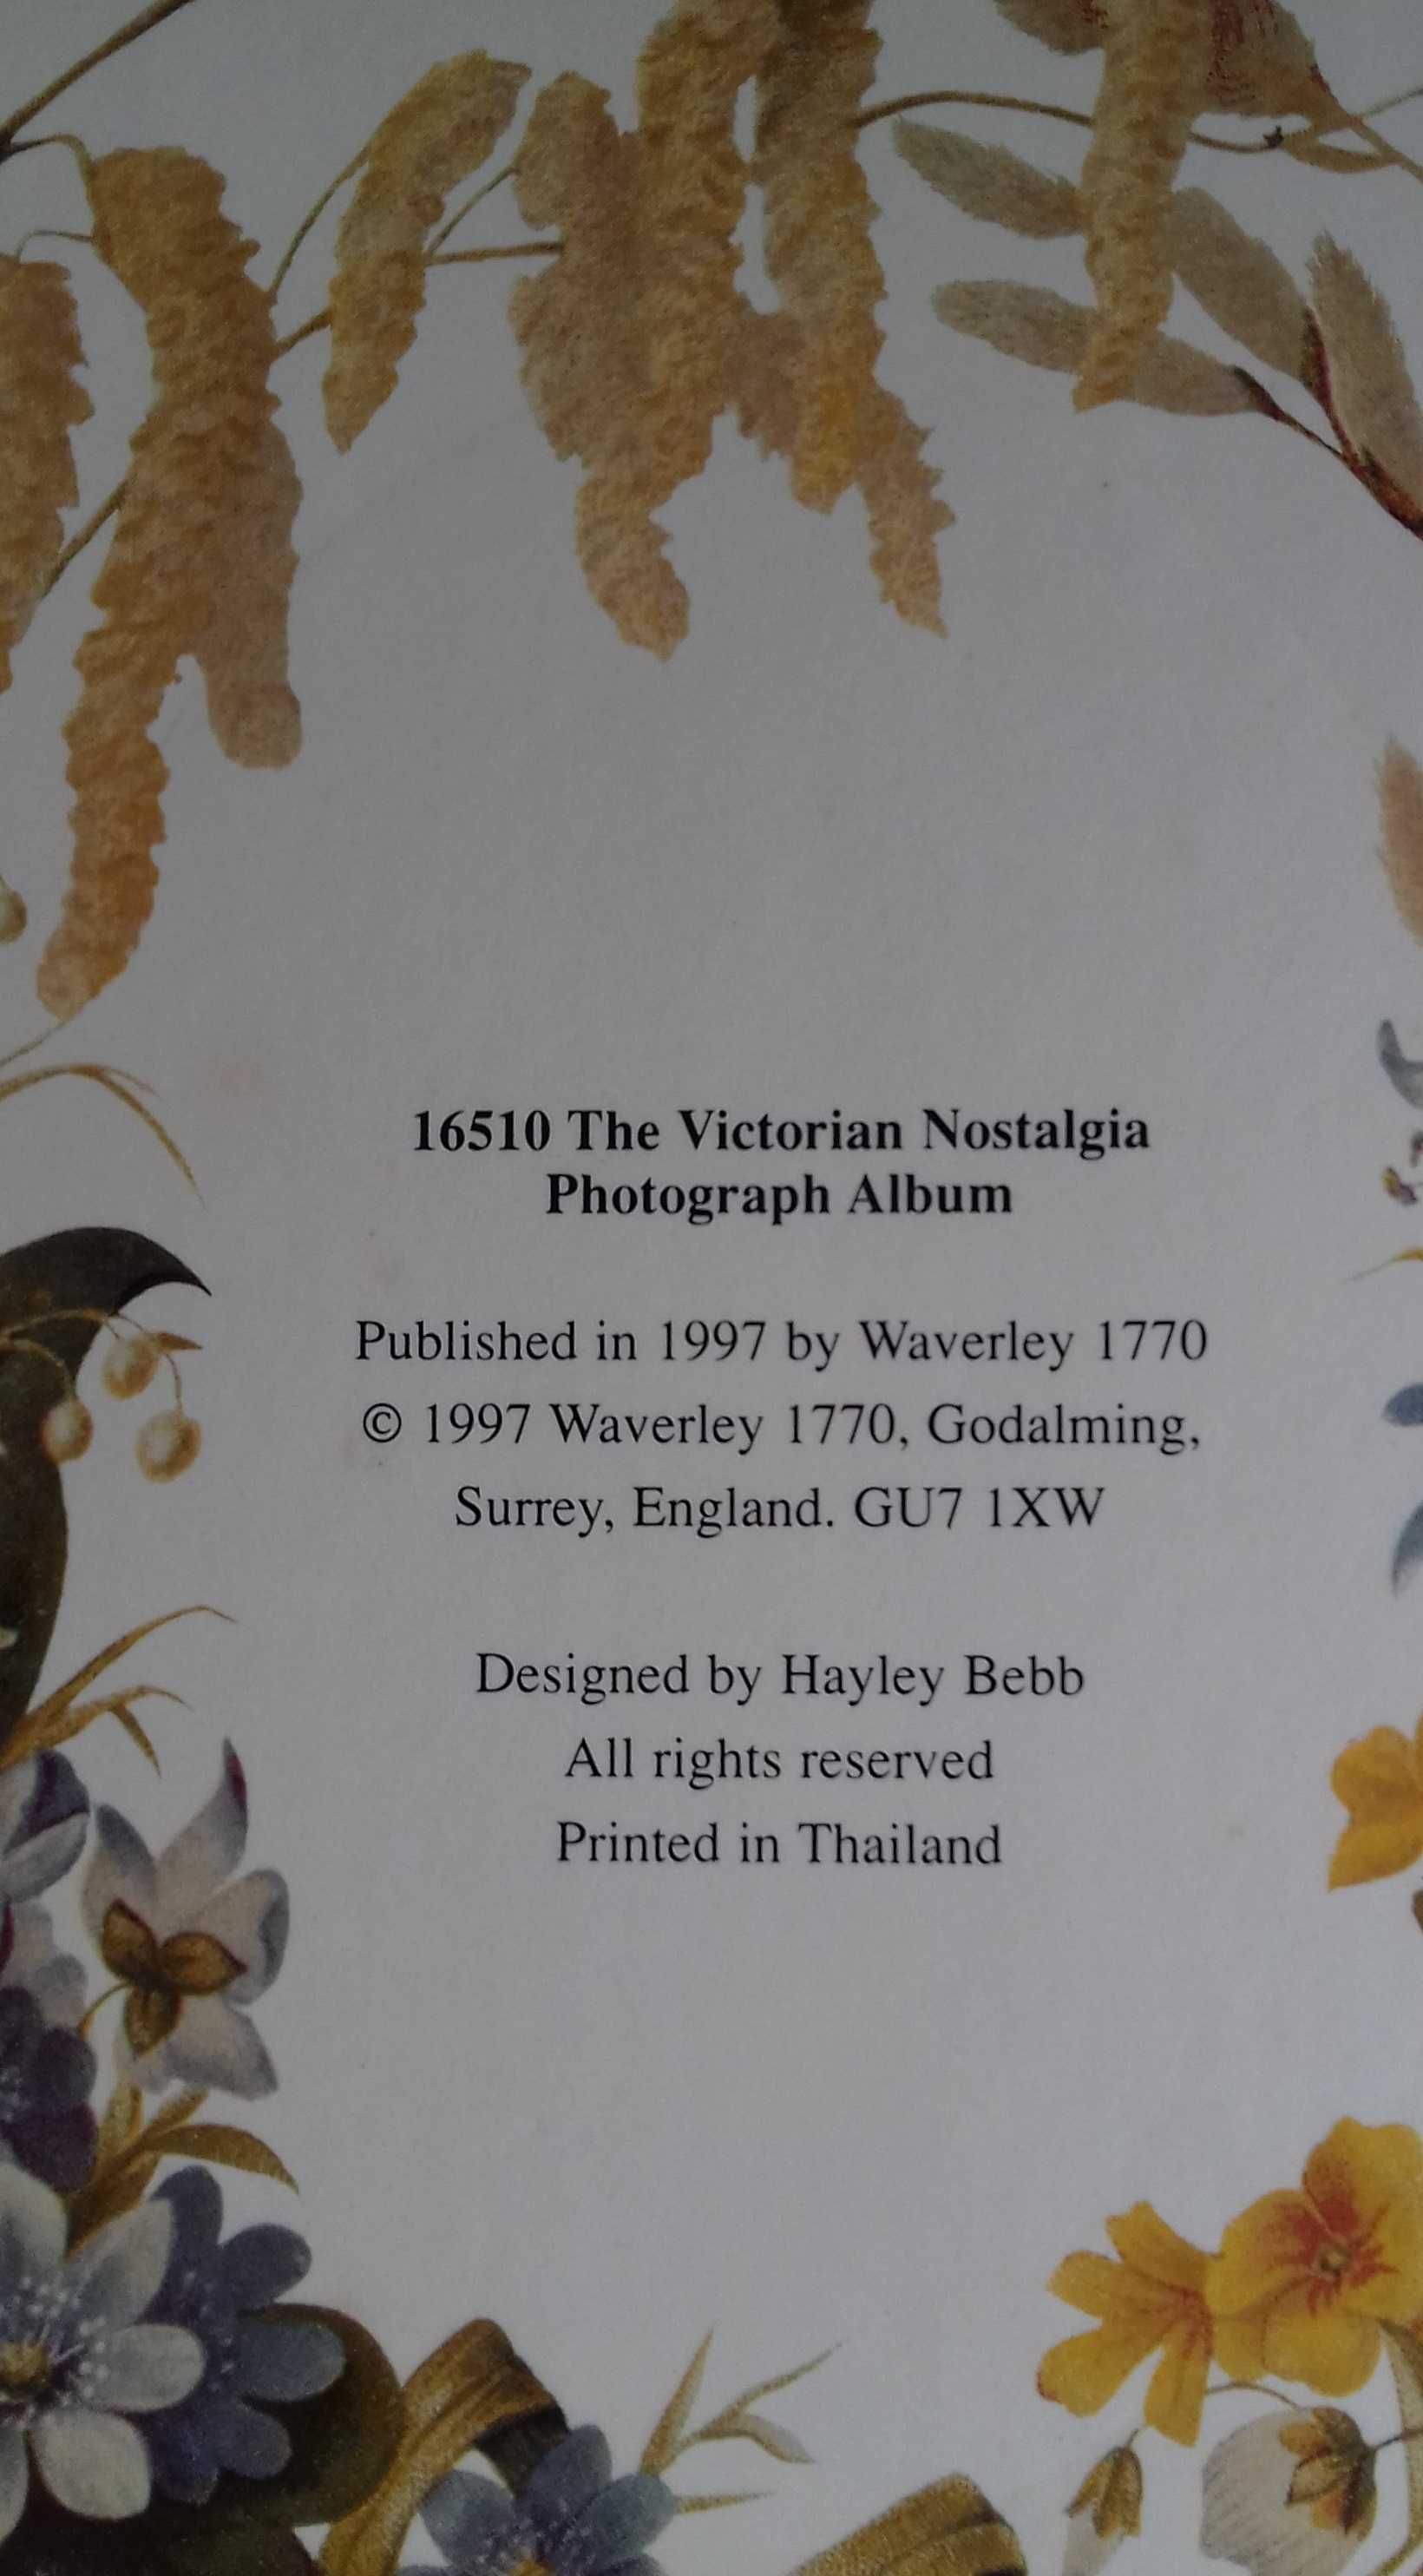 16510 The Victorian Nostalgia
Photograph Album
Published in 1997 by Waverley 1770
© 1997 Waverley 1770, Godalming,
Surrey, England. GU7 1XW
Designed by Hayley Bebb
All rights reserved
Printed in Thailand